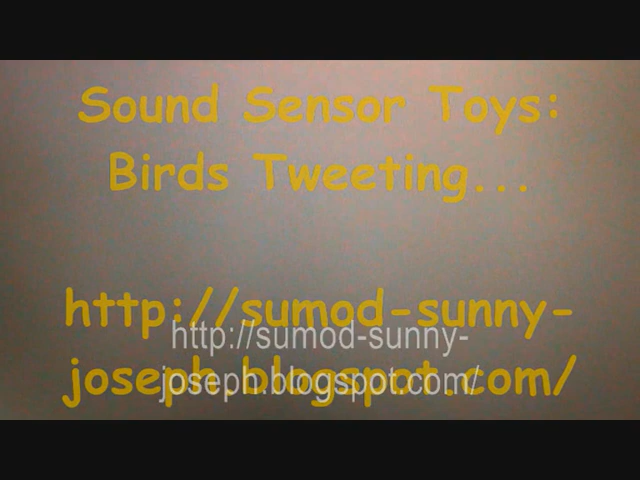 Sound Sensor Toys:
Birds Tweeting...
http://sumod-sunny-
joseph.blogspot.com/
http://sumod-sunny-
joseph.blogspot.com/